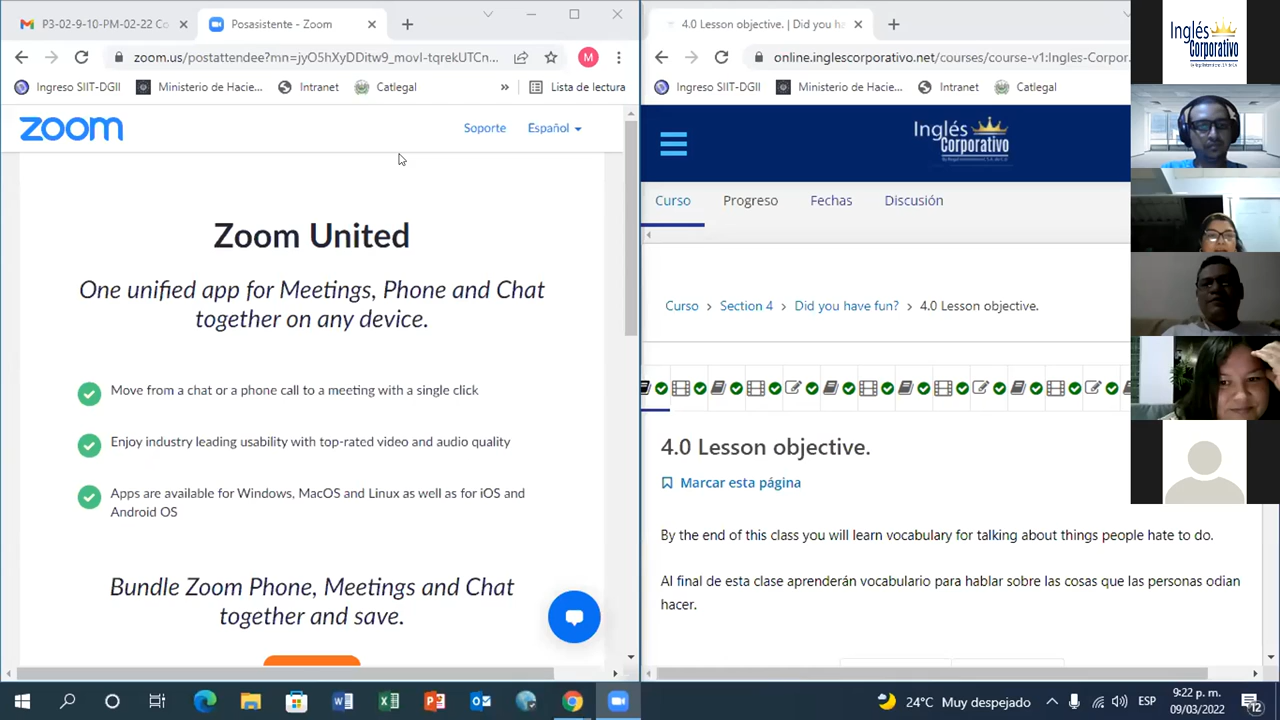 P3-02-9-10-PM-02-22 Co
Posasistente - Zoom
zoom.us/postattendee?mn=jyO5hXyDDitw9_movI-tqrekUTCn...
M
Ingreso SIIT-DGII
Ministerio de Hacie...
Intranet
Catlegal
»
Lista de lectura
zoom
Soporte
Español
Zoom United
One unified app for Meetings, Phone and Chat
together on any device.
Move from a chat or a phone call to a meeting with a single click
Enjoy industry leading usability with top-rated video and audio quality
Apps are available for Windows, MacOS and Linux as well as for iOS and
Android OS
Bundle Zoom Phone, Meetings and Chat
together and save.
4.0 Lesson objective. | Did you ha
online.inglescorporativo.net/courses/course-v1:Ingles-Corpor
Ingreso SIIT-DGII
Ministerio de Hacie...
Intranet
Catlegal
Inglés
Corporativo
Curso
Progreso
Fechas
Discusión
Curso > Section 4 > Did you have fun? > 4.0 Lesson objective.
4.0 Lesson objective.
Marcar esta página
By the end of this class you will learn vocabulary for talking about things people hate to do.
Al final de esta clase aprenderán vocabulario para hablar sobre las cosas que las personas odian
hacer.
Inglés
Corporativo
24°C Muy despejado
ESP
9:22 p. m.
09/03/2022
12